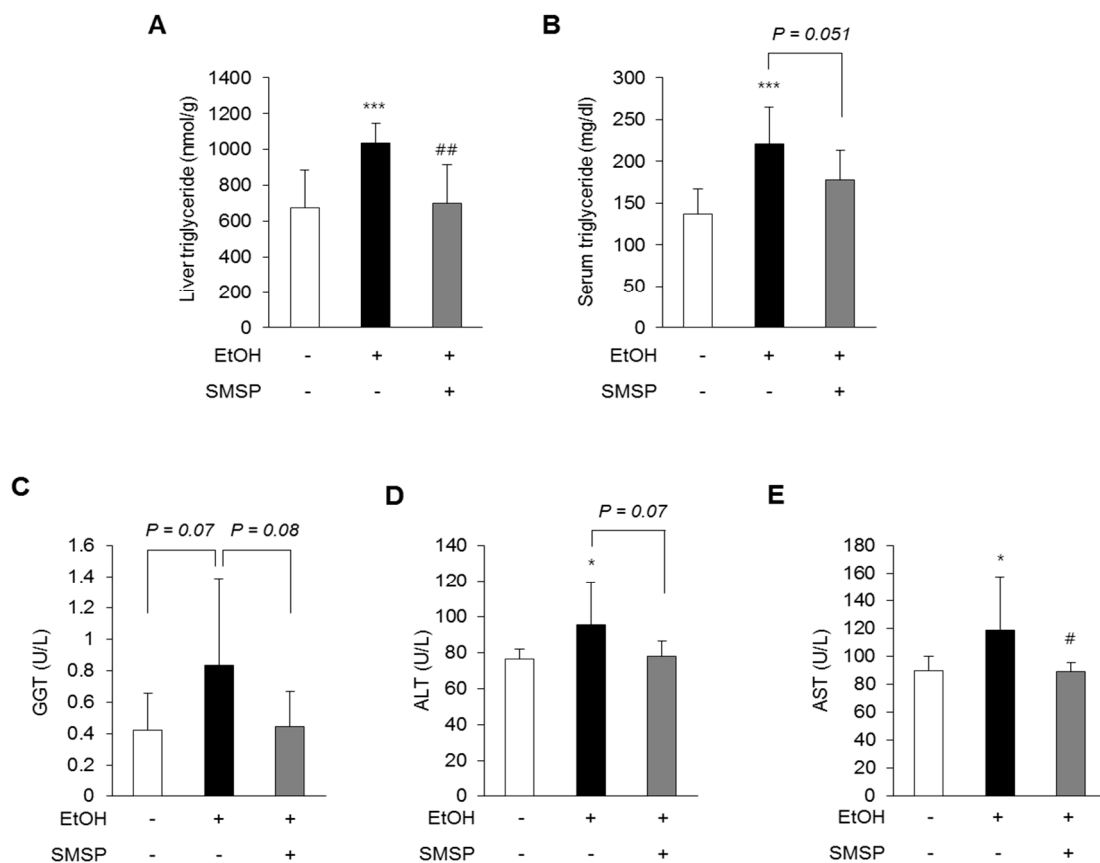 A
Liver triglyceride (nmol/g)
1400
1200
1000
800
600
400
200
0
***
##
EtOH - + +
SMSP - - +
B
P = 0.051
Serum triglyceride (mg/dl)
300
250
200
150
100
50
0
***
EtOH - + +
SMSP - - +
C
P = 0.07 P = 0.08
GGT (U/L)
1.6
1.4
1.2
1
0.8
0.6
0.4
0.2
0
EtOH - + +
SMSP - - +
D
P = 0.07
ALT (U/L)
140
120
100
80
60
40
20
0
*
EtOH - + +
SMSP - - +
E
AST (U/L)
180
160
140
120
100
80
60
40
20
0
*
#
EtOH - + +
SMSP - - +